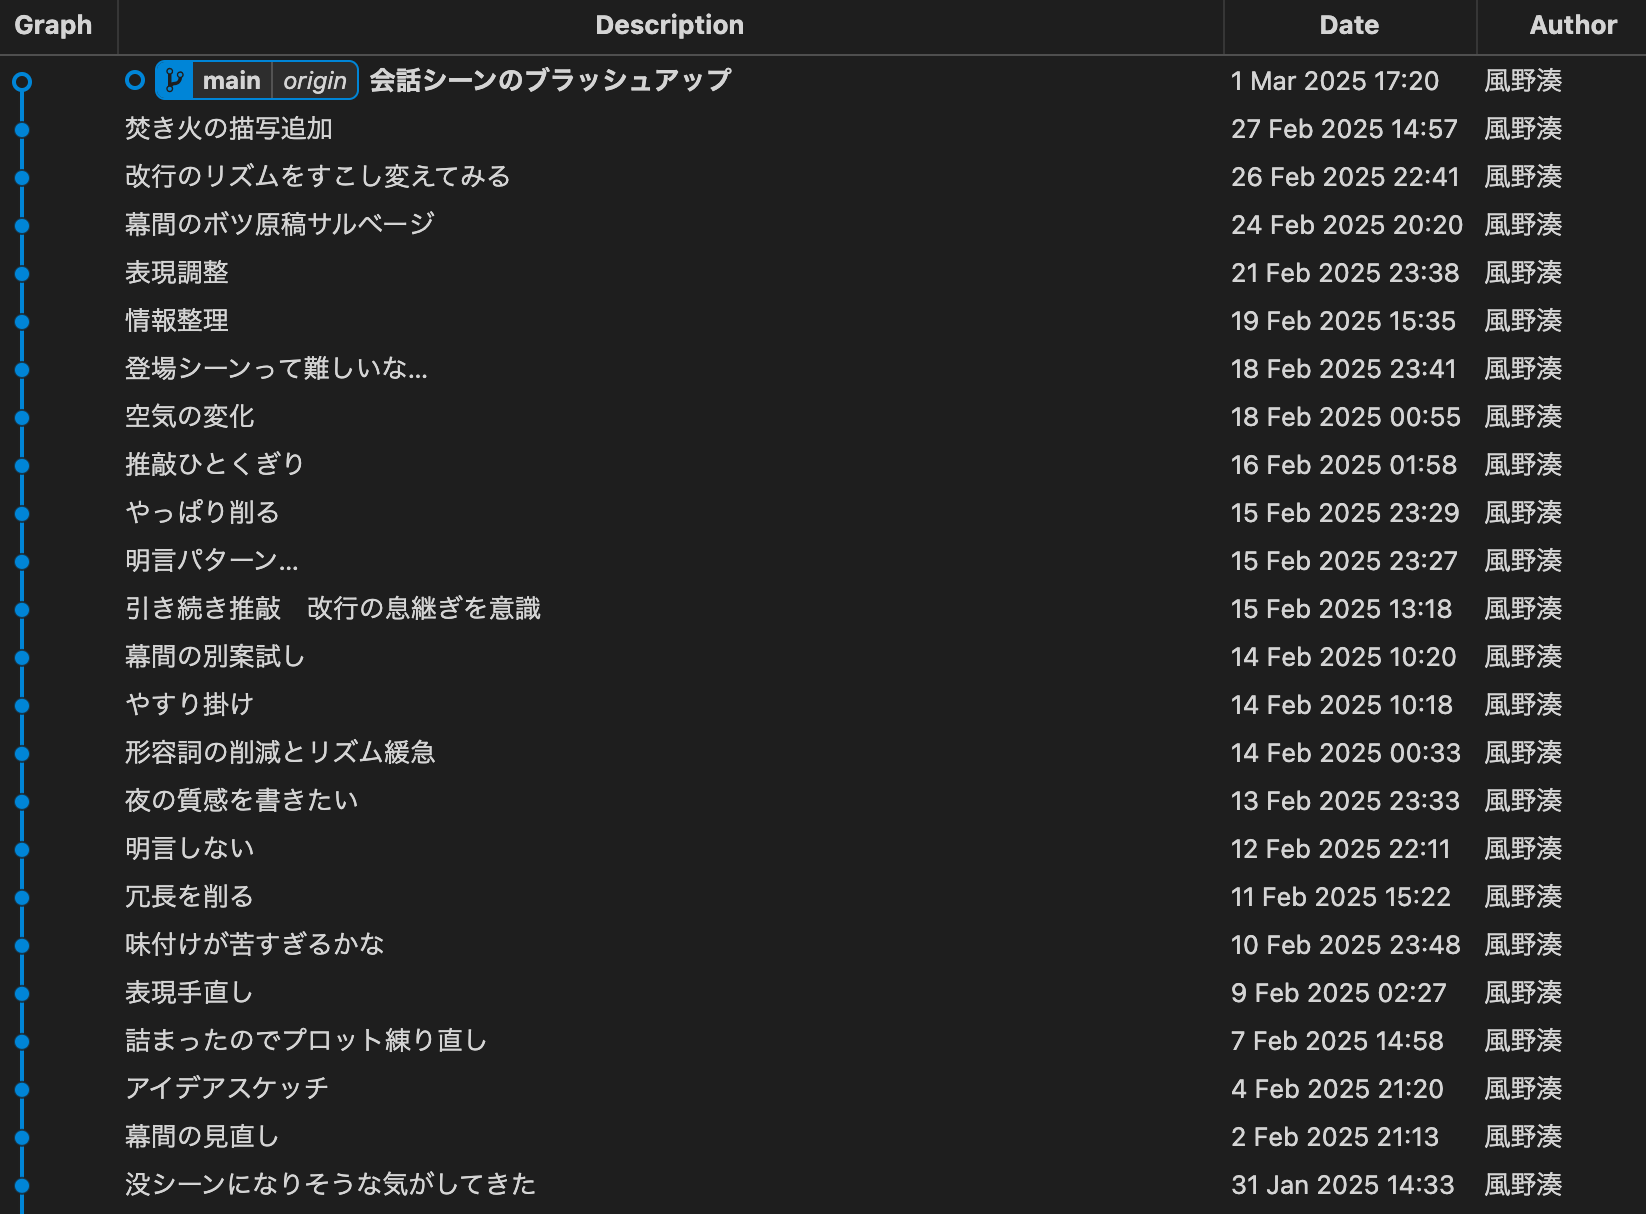 Graph Description Date Author
main origin 会話シーンのブラッシュアップ 1 Mar 2025 17:20 風野湊
焚き火の描写追加 27 Feb 2025 14:57 風野湊
改行のリズムをすこし変えてみる 26 Feb 2025 22:41 風野湊
幕間のボツ原稿サルベージ 24 Feb 2025 20:20 風野湊
表現調整 21 Feb 2025 23:38 風野湊
情報整理 19 Feb 2025 15:35 風野湊
登場シーンって難しいな... 18 Feb 2025 23:41 風野湊
空気の変化 18 Feb 2025 00:55 風野湊
推敲ひとくぎり 16 Feb 2025 01:58 風野湊
やっぱり削る 15 Feb 2025 23:29 風野湊
明言パターン... 15 Feb 2025 23:27 風野湊
引き続き推敲　改行の息継ぎを意識 15 Feb 2025 13:18 風野湊
幕間の別案試し 14 Feb 2025 10:20 風野湊
やすり掛け 14 Feb 2025 10:18 風野湊
形容詞の削減とリズム緩急 14 Feb 2025 00:33 風野湊
夜の質感を書きたい 13 Feb 2025 23:33 風野湊
明言しない 12 Feb 2025 22:11 風野湊
冗長を削る 11 Feb 2025 15:22 風野湊
味付けが苦すぎるかな 10 Feb 2025 23:48 風野湊
表現手直し 9 Feb 2025 02:27 風野湊
詰まったのでプロット練り直し 7 Feb 2025 14:58 風野湊
アイデアスケッチ 4 Feb 2025 21:20 風野湊
幕間の見直し 2 Feb 2025 21:13 風野湊
没シーンになりそうな気がしてきた 31 Jan 2025 14:33 風野湊